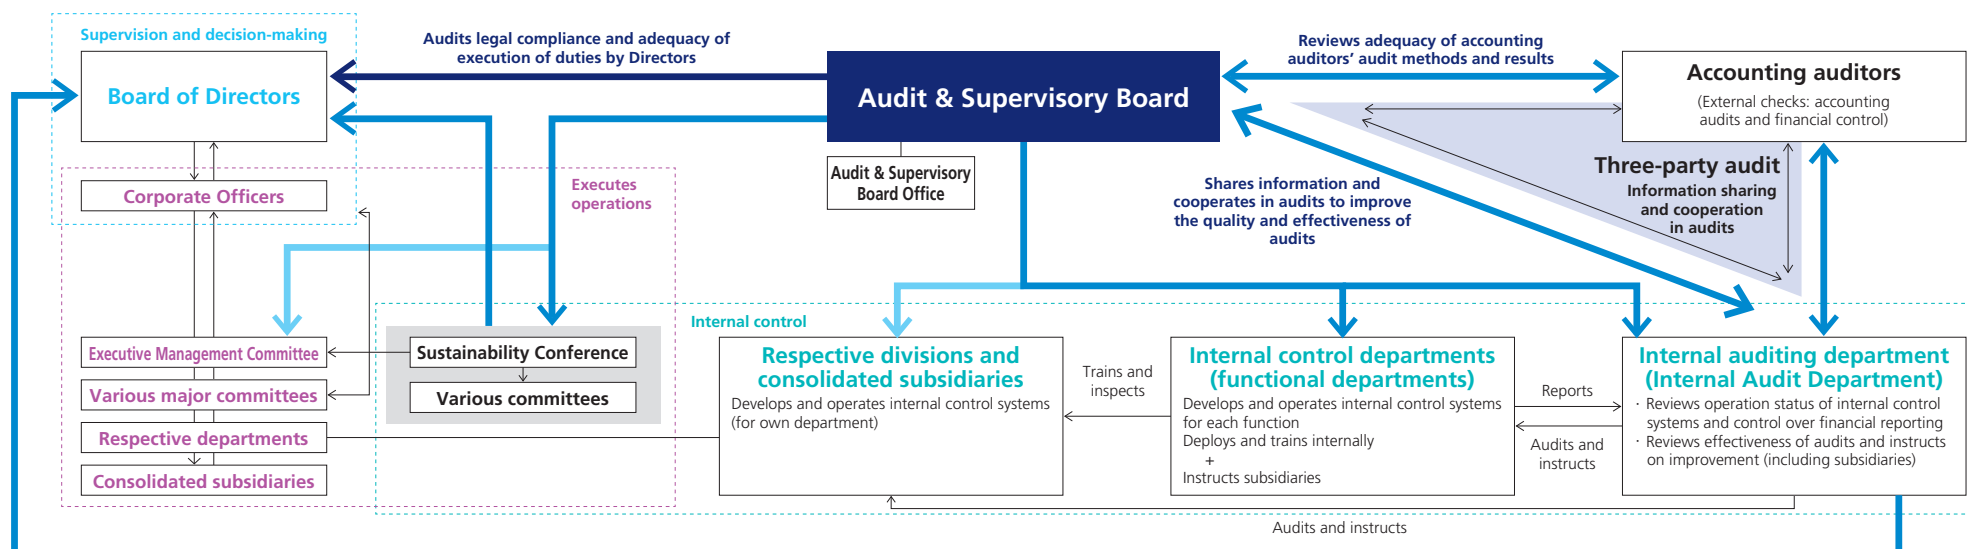 Supervision and decision-making
Board of Directors
Corporate Officers
Executes
operations
Executive Management Committee
Various major committees
Respective departments
Consolidated subsidiaries
Sustainability Conference
Various committees
Audits legal compliance and adequacy of
execution of duties by Directors
Audit & Supervisory Board
Audit & Supervisory
Board Office
Reviews adequacy of accounting
auditors’ audit methods and results
Accounting auditors
(External checks: accounting
audits and financial control)
Three-party audit
Information sharing
and cooperation
in audits
Shares information and
cooperates in audits to improve
the quality and effectiveness of
audits
Internal control
Respective divisions and
consolidated subsidiaries
Develops and operates internal control systems
(for own department)
Trains and
inspects
Internal control departments
(functional departments)
Develops and operates internal control systems
for each function
Deploys and trains internally
+
Instructs subsidiaries
Reports
Audits and
instructs
Internal auditing department
(Internal Audit Department)
· Reviews operation status of internal control
systems and control over financial reporting
· Reviews effectiveness of audits and instructs
on improvement (including subsidiaries)
Audits and instructs